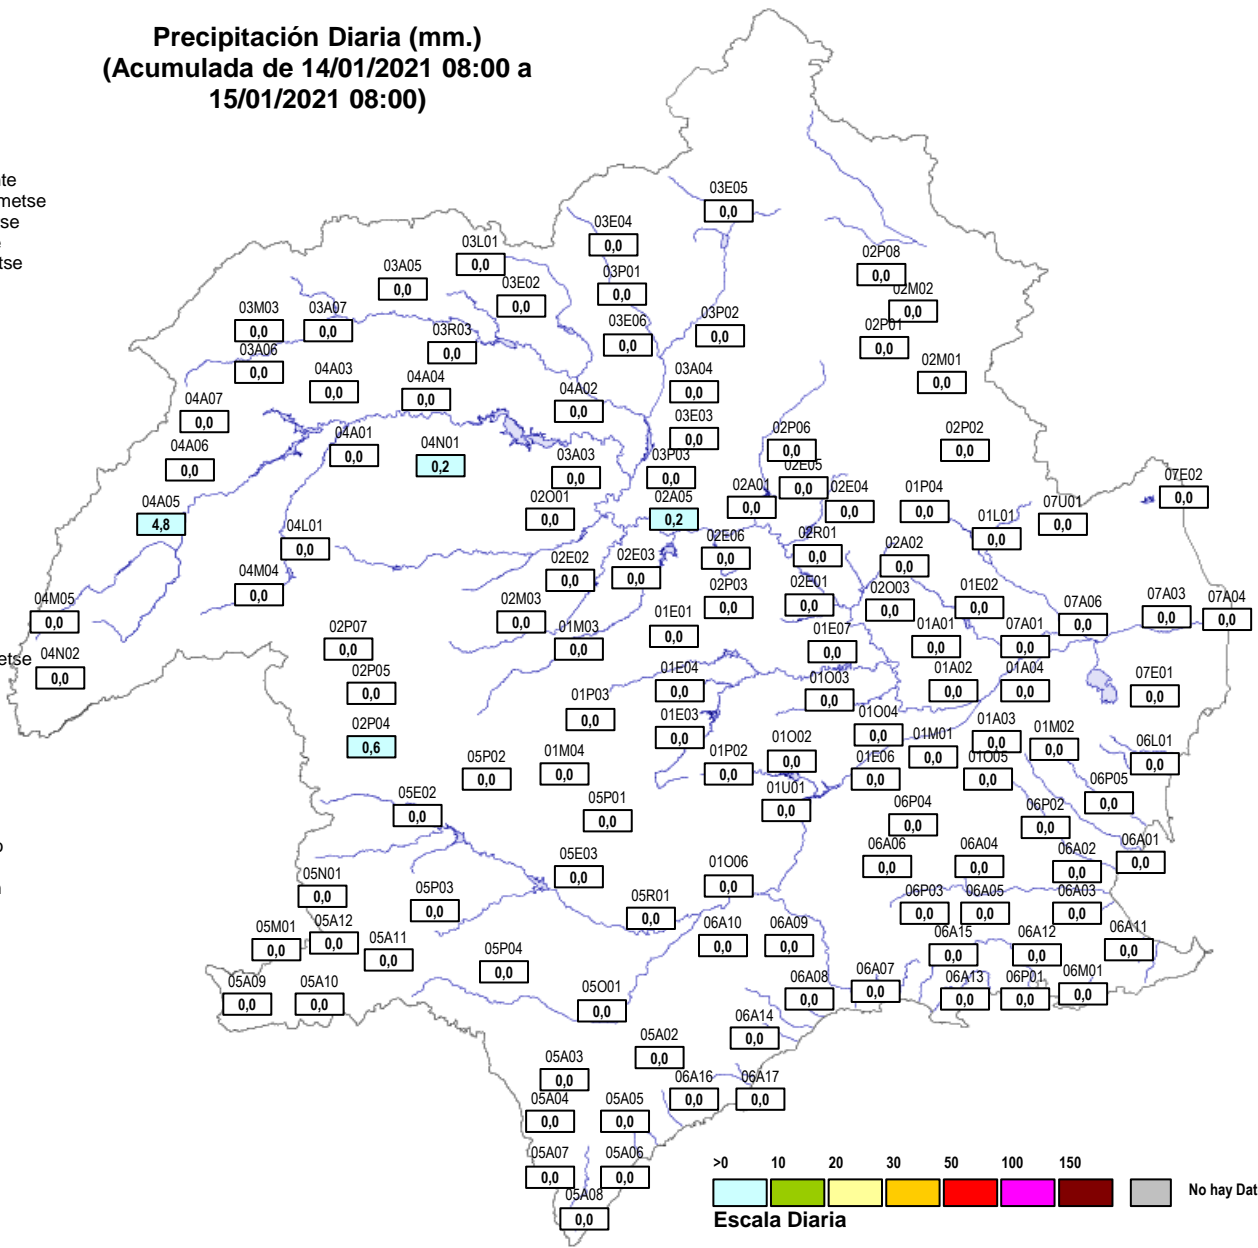 Precipitación Diaria (mm.)
(Acumulada de 14/01/2021 08:00 a
15/01/2021 08:00)
te
metse
se
tse
03E05
0,0
03E04
0,0
03L01
0,0
02P08
0,0
03A05
0,0
03P01
0,0
03E02
0,0
02M02
0,0
03M03
0,0
03A07
0,0
03P02
0,0
03E06
0,0
03R03
0,0
02P01
0,0
03A06
0,0
02M01
0,0
04A03
0,0
04A04
0,0
03A04
0,0
04A02
0,0
04A07
0,0
03E03
0,0
02P06
0,0
02P02
0,0
04A01
0,0
04N01
0,2
04A06
0,0
03A03
0,0
03P03
0,0
02E05
0,0
07E02
0,0
02A01
0,0
02E04
0,0
01P04
0,0
04A05
4,8
02O01
0,0
02A05
0,2
07U01
0,0
01L01
0,0
04L01
0,0
02E06
0,0
02R01
0,0
02A02
0,0
02E02
0,0
02E03
0,0
04M04
0,0
02P03
0,0
02E01
0,0
02O03
0,0
01E02
0,0
07A03
0,0
07A04
0,0
04M05
0,0
02M03
0,0
01E01
0,0
07A06
0,0
02P07
0,0
01M03
0,0
01E07
0,0
01A01
0,0
07A01
0,0
etse
04N02
0,0
02P05
0,0
01E04
0,0
01O03
0,0
01A02
0,0
01A04
0,0
07E01
0,0
01P03
0,0
02P04
0,6
01E03
0,0
01O04
0,0
01A03
0,0
01M02
0,0
01M01
0,0
05P02
0,0
01M04
0,0
01P02
0,0
01O02
0,0
01E06
0,0
01O05
0,0
06L01
0,0
05E02
0,0
05P01
0,0
01U01
0,0
06P04
0,0
06P02
0,0
06P05
0,0
o
05E03
0,0
01O06
0,0
06A06
0,0
06A04
0,0
06A02
0,0
06A01
0,0
05N01
0,0
05P03
0,0
05R01
0,0
06P03
0,0
06A05
0,0
06A03
0,0
05M01
0,0
05A12
0,0
05A11
0,0
06A10
0,0
06A09
0,0
06A15
0,0
06A12
0,0
06A11
0,0
05P04
0,0
05A09
0,0
05A10
0,0
05O01
0,0
06A08
0,0
06A07
0,0
06A13
0,0
06P01
0,0
06M01
0,0
06A14
0,0
05A02
0,0
05A03
0,0
06A16
0,0
06A17
0,0
05A04
0,0
05A05
0,0
05A07
0,0
05A06
0,0
05A08
0,0
>0 10 20 30 50 100 150
No hay Dat
Escala Diaria